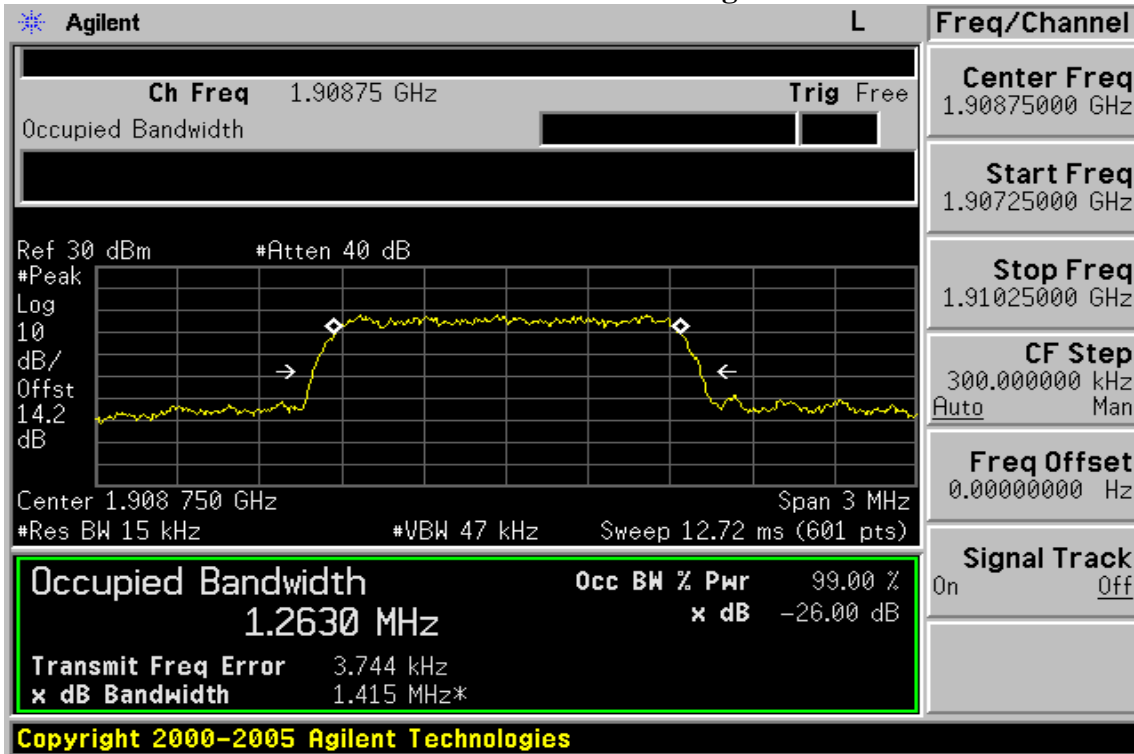 Agilent L
Freq/Channel
Ch Freq 1.90875 GHz Trig Free
Occupied Bandwidth
Center Freq
1.90875000 GHz
Start Freq
1.90725000 GHz
Stop Freq
1.91025000 GHz
CF Step
300.000000 kHz
Auto Man
Freq Offset
0.00000000 Hz
Signal Track
On Off
Ref 30 dBm #Atten 40 dB
#Peak
Log
10
dB/
Offst
14.2
dB
Center 1.908 750 GHz Span 3 MHz
#Res BW 15 kHz #VBW 47 kHz Sweep 12.72 ms (601 pts)
Occupied Bandwidth Occ BW % Pwr 99.00 %
1.2630 MHz x dB -26.00 dB
Transmit Freq Error 3.744 kHz
x dB Bandwidth 1.415 MHz*
Copyright 2000-2005 Agilent Technologies